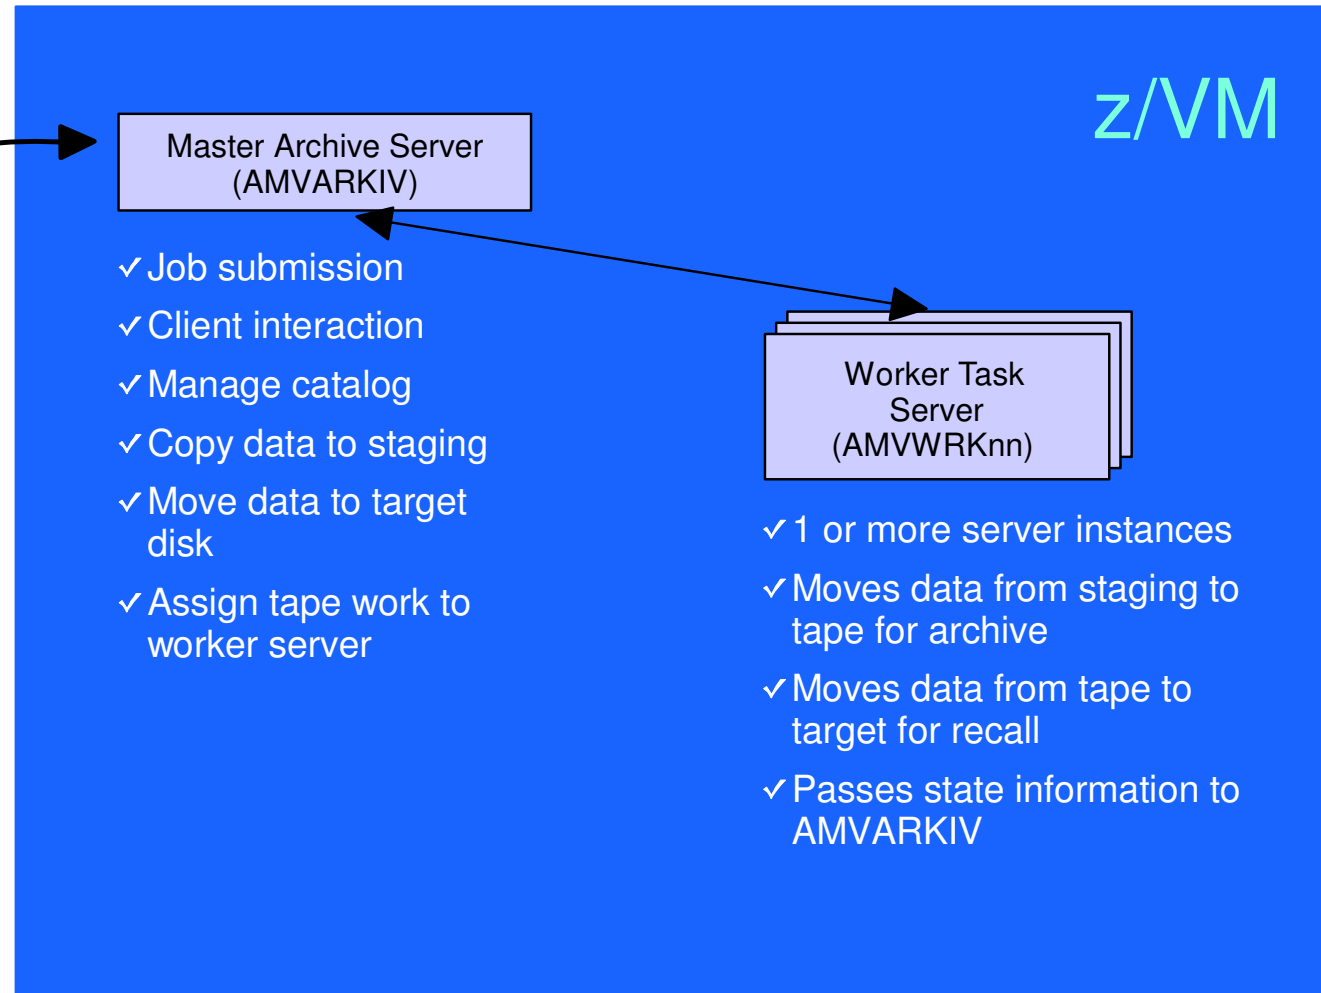 z/VM
Master Archive Server
(AMVARKIV)
✓ Job submission
✓ Client interaction
✓ Manage catalog
✓ Copy data to staging
✓ Move data to target
disk
✓ Assign tape work to
worker server
Worker Task
Server
(AMVWRKnn)
✓ 1 or more server instances
✓ Moves data from staging to
tape for archive
✓ Moves data from tape to
target for recall
✓ Passes state information to
AMVARKIV